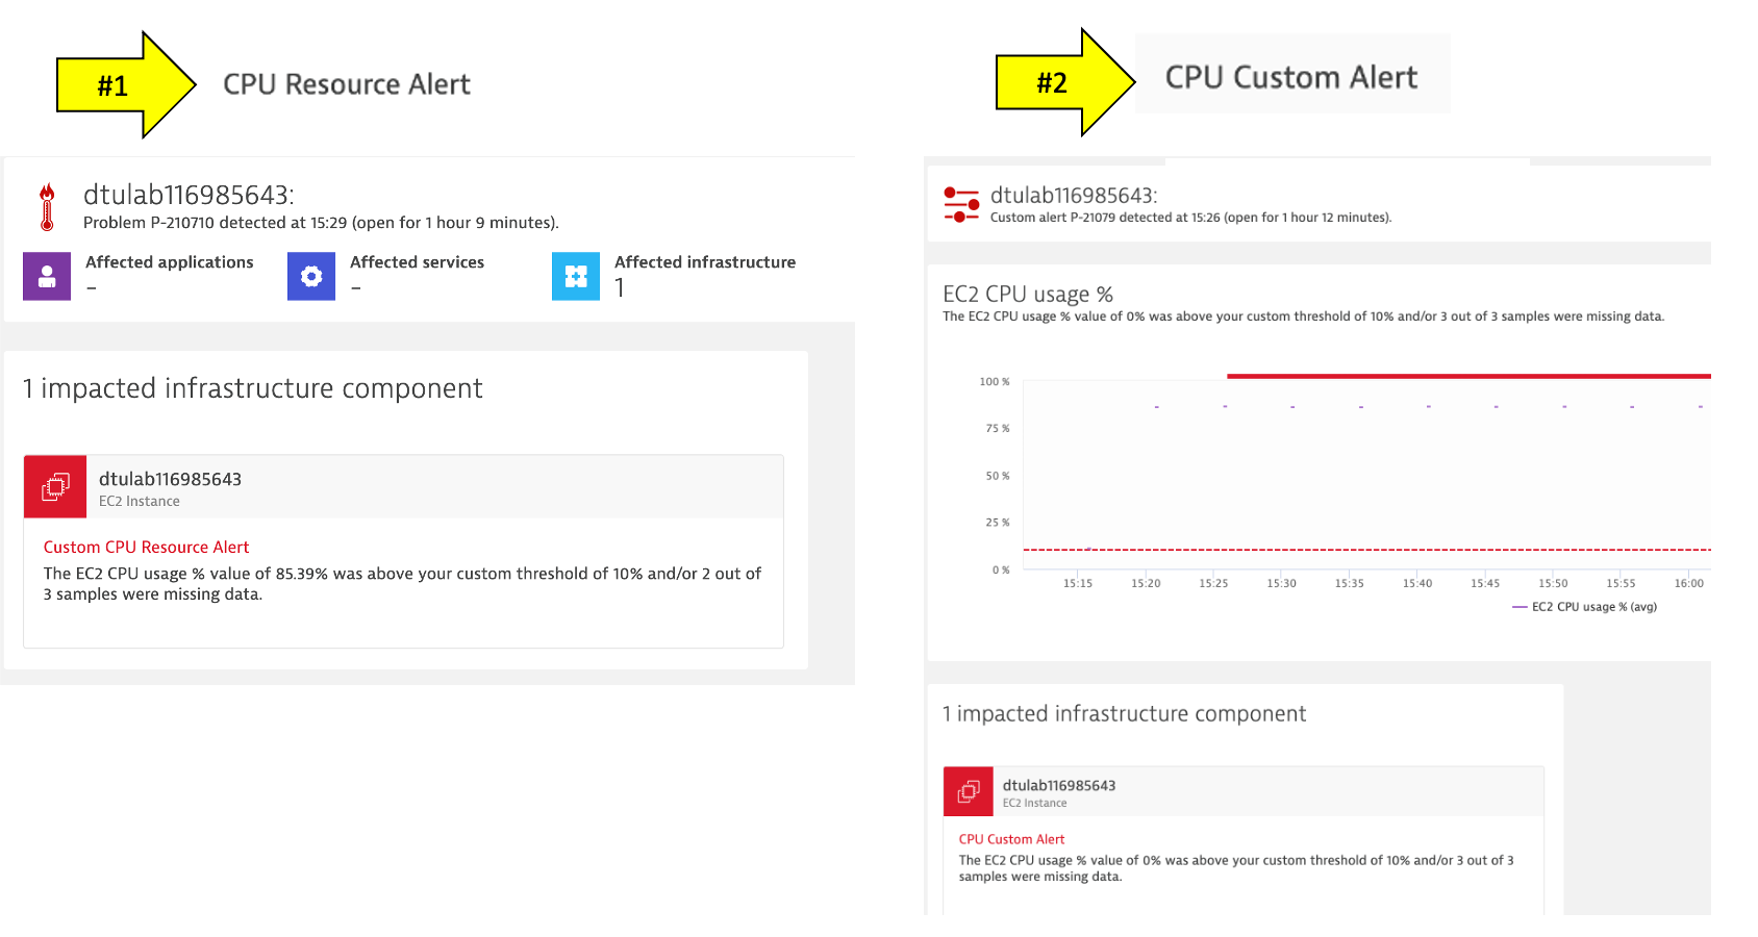 #1
CPU Resource Alert
dtulab116985643:
Problem P-210710 detected at 15:29 (open for 1 hour 9 minutes).
Affected applications
-
Affected services
-
Affected infrastructure
1
1 impacted infrastructure component
dtulab116985643
EC2 Instance
Custom CPU Resource Alert
The EC2 CPU usage % value of 85.39% was above your custom threshold of 10% and/or 2 out of
3 samples were missing data.
#2
CPU Custom Alert
dtulab116985643:
Custom alert P-21079 detected at 15:26 (open for 1 hour 12 minutes).
EC2 CPU usage %
The EC2 CPU usage % value of 0% was above your custom threshold of 10% and/or 3 out of 3 samples were missing data.
100 %
75 %
50 %
25 %
0 %
15:15 15:20 15:25 15:30 15:35 15:40 15:45 15:50 15:55 16:00
EC2 CPU usage % (avg)
1 impacted infrastructure component
dtulab116985643
EC2 Instance
CPU Custom Alert
The EC2 CPU usage % value of 0% was above your custom threshold of 10% and/or 3 out of 3
samples were missing data.